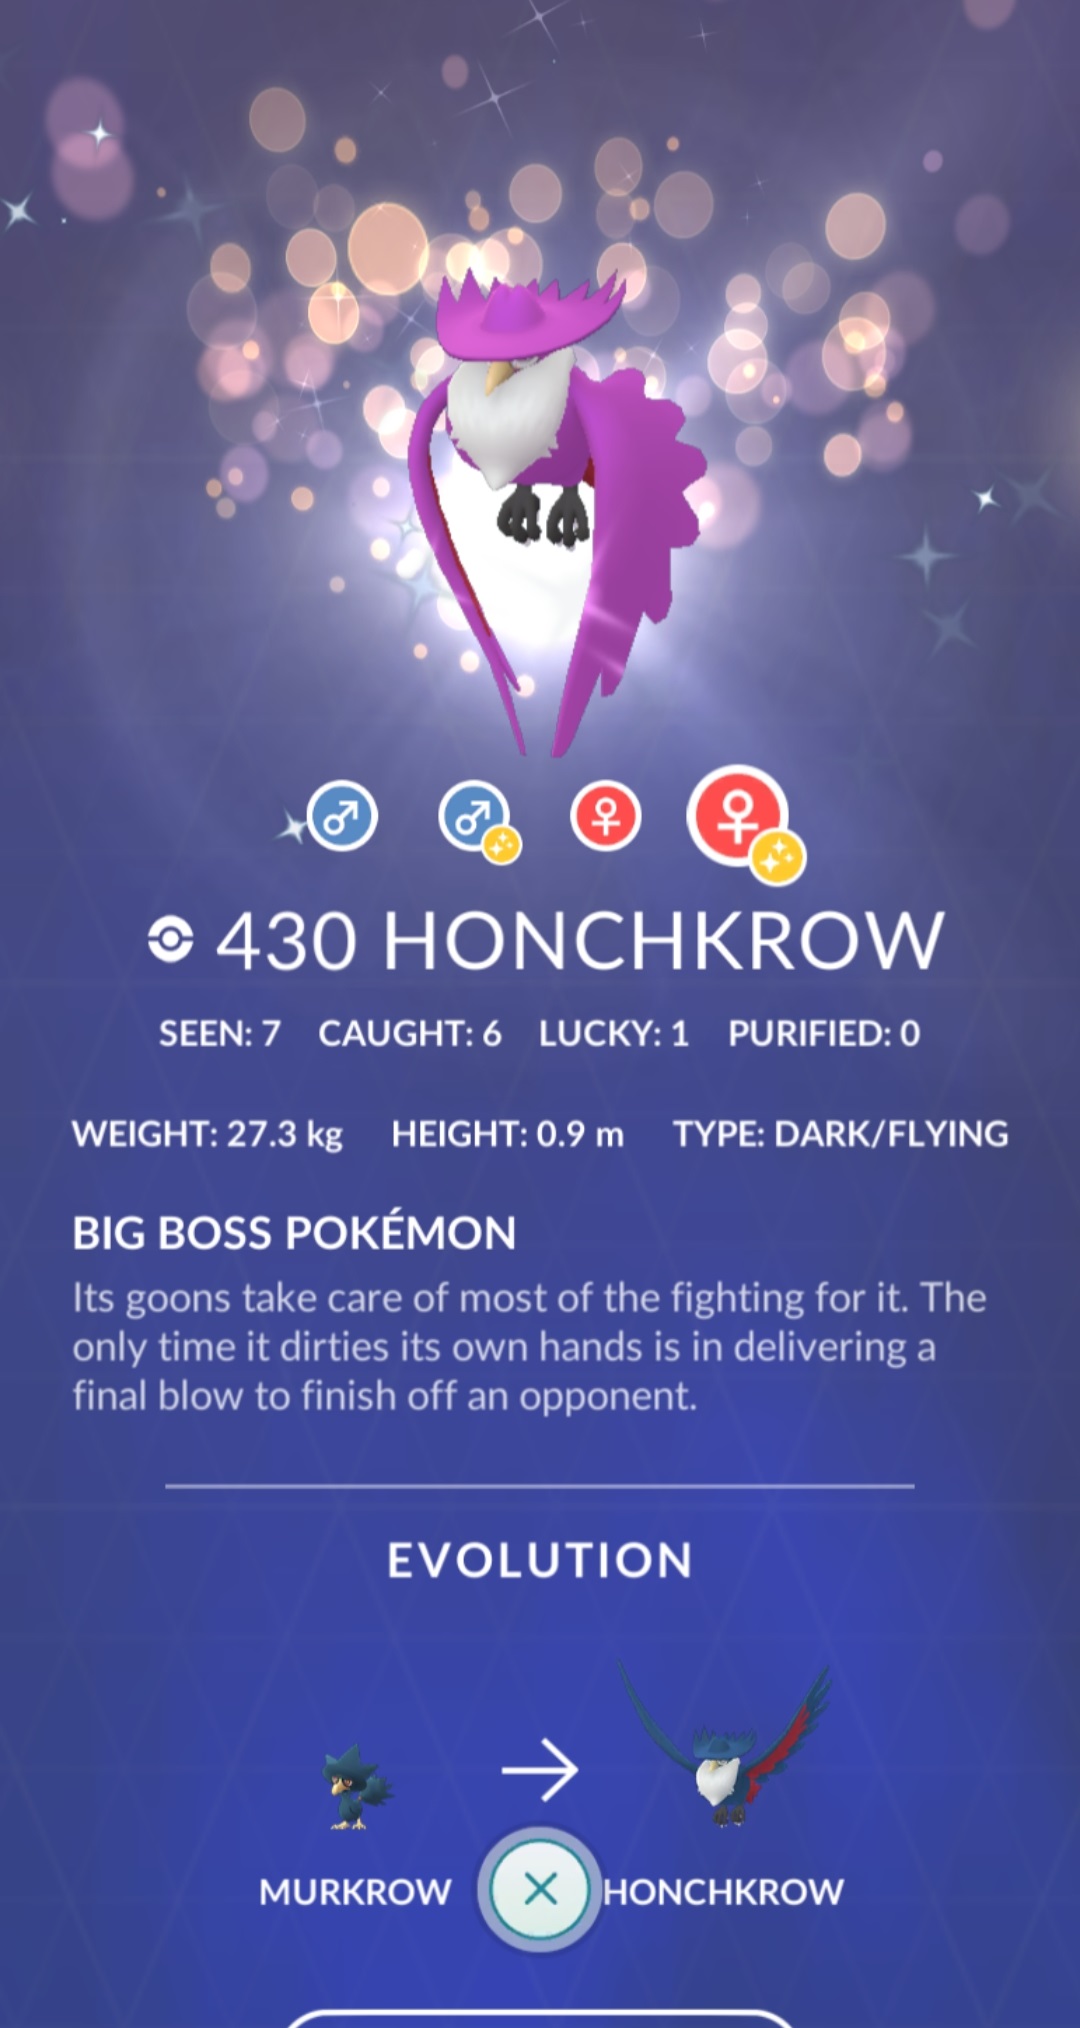 430 HONCHKROW
SEEN: 7 CAUGHT: 6 LUCKY: 1 PURIFIED: 0
WEIGHT: 27.3 kg HEIGHT: 0.9 m TYPE: DARK/FLYING
BIG BOSS POKÉMON
Its goons take care of most of the fighting for it. The
only time it dirties its own hands is in delivering a
final blow to finish off an opponent.
EVOLUTION
MURKROW HONCHKROW